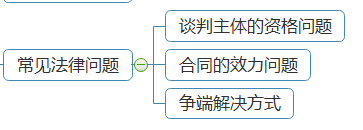 常见法律问题
谈判主体的资格问题
合同的效力问题
争端解决方式